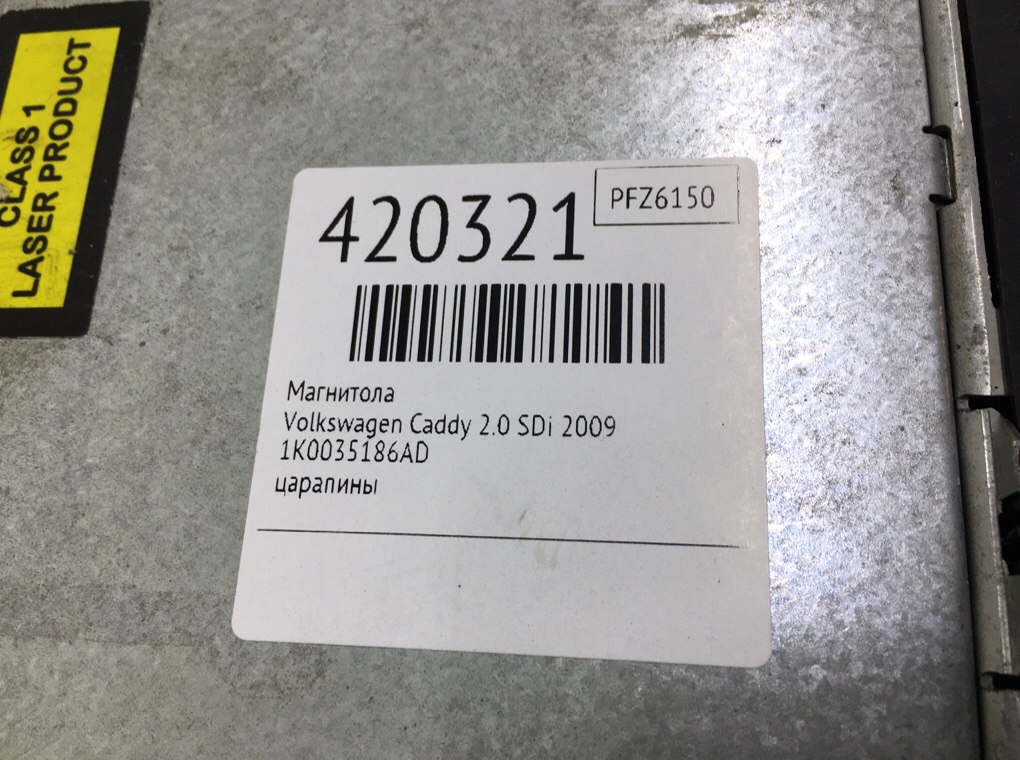 CLASS 1
LASER PRODUCT
420321
PFZ6150
Магнитола
Volkswagen Caddy 2.0 SDi 2009
1K0035186AD
царапины